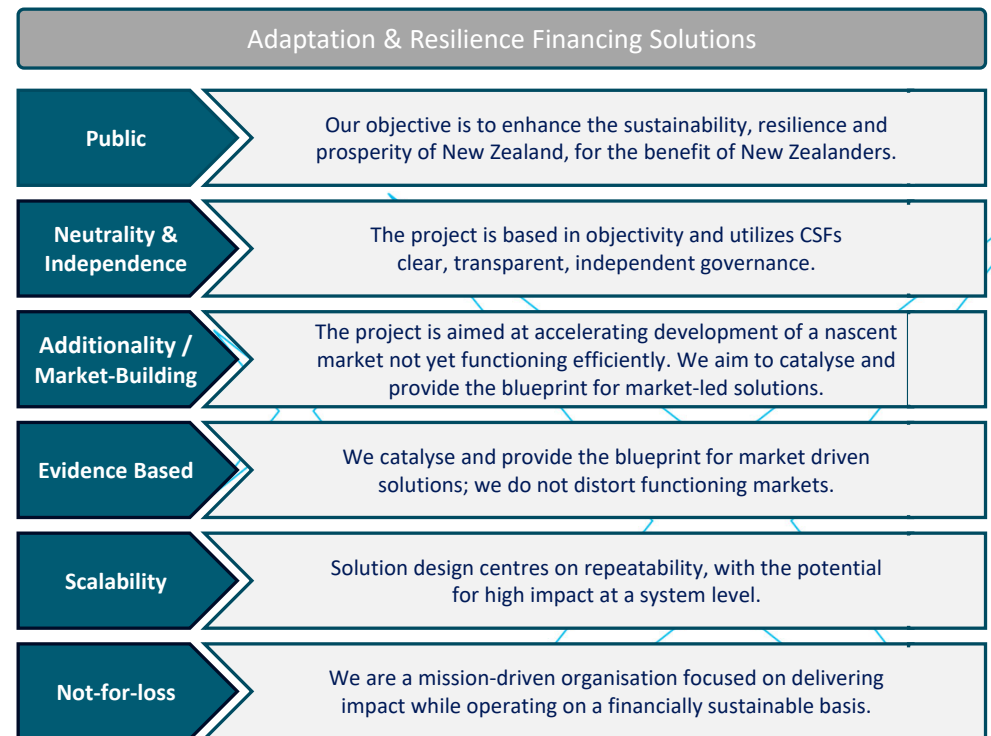 Adaptation & Resilience Financing Solutions
Public
Our objective is to enhance the sustainability, resilience and
prosperity of New Zealand, for the benefit of New Zealanders.
Neutrality &
Independence
The project is based in objectivity and utilizes CSFs
clear, transparent, independent governance.
Additionality /
Market-Building
The project is aimed at accelerating development of a nascent
market not yet functioning efficiently. We aim to catalyse and
provide the blueprint for market-led solutions.
Evidence Based
We catalyse and provide the blueprint for market driven
solutions; we do not distort functioning markets.
Scalability
Solution design centres on repeatability, with the potential
for high impact at a system level.
Not-for-loss
We are a mission-driven organisation focused on delivering
impact while operating on a financially sustainable basis.